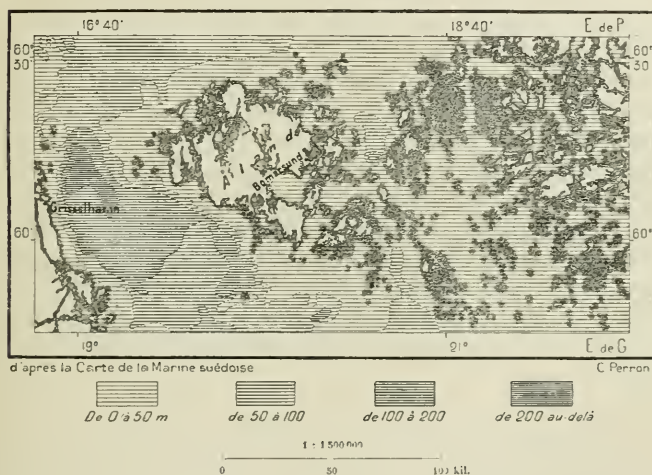 16°40' 18°40' E de P
60° 60°
30' 30'
Åland
Bomarsund
Grisslhamn
60° 60°
19° 21° E de G
d'après la Carte de la Marine suédoise C Perron
De 0 à 50 m de 50 à 100 de 100 à 200 de 200 au-delà
1 : 1 500 000
0 50 100 kil.